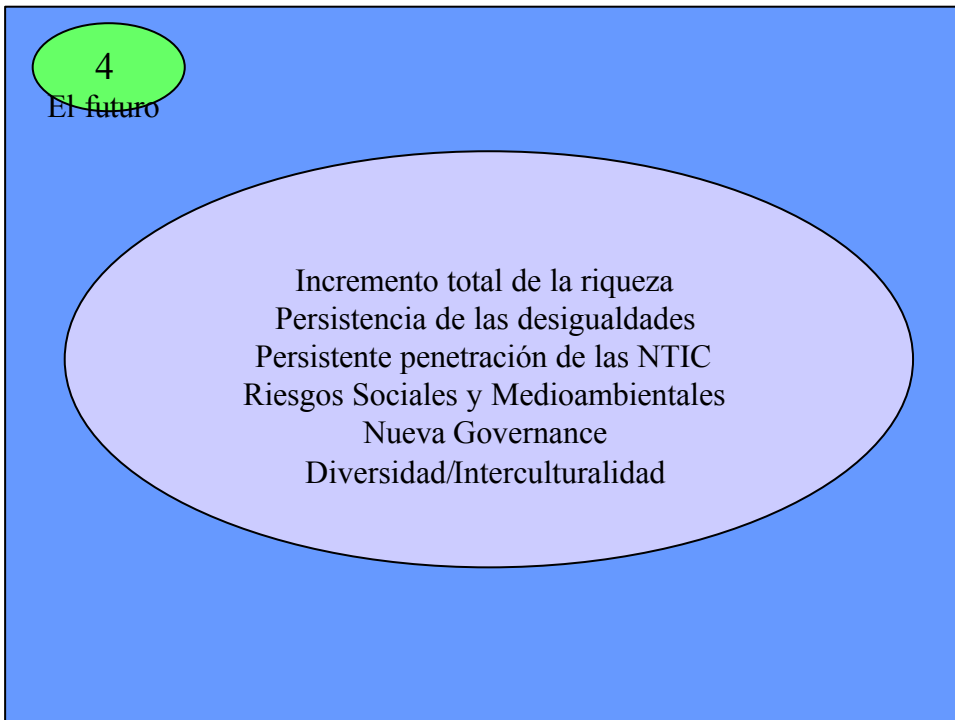 4
El futuro
Incremento total de la riqueza
Persistencia de las desigualdades
Persistente penetración de las NTIC
Riesgos Sociales y Medioambientales
Nueva Governance
Diversidad/Interculturalidad